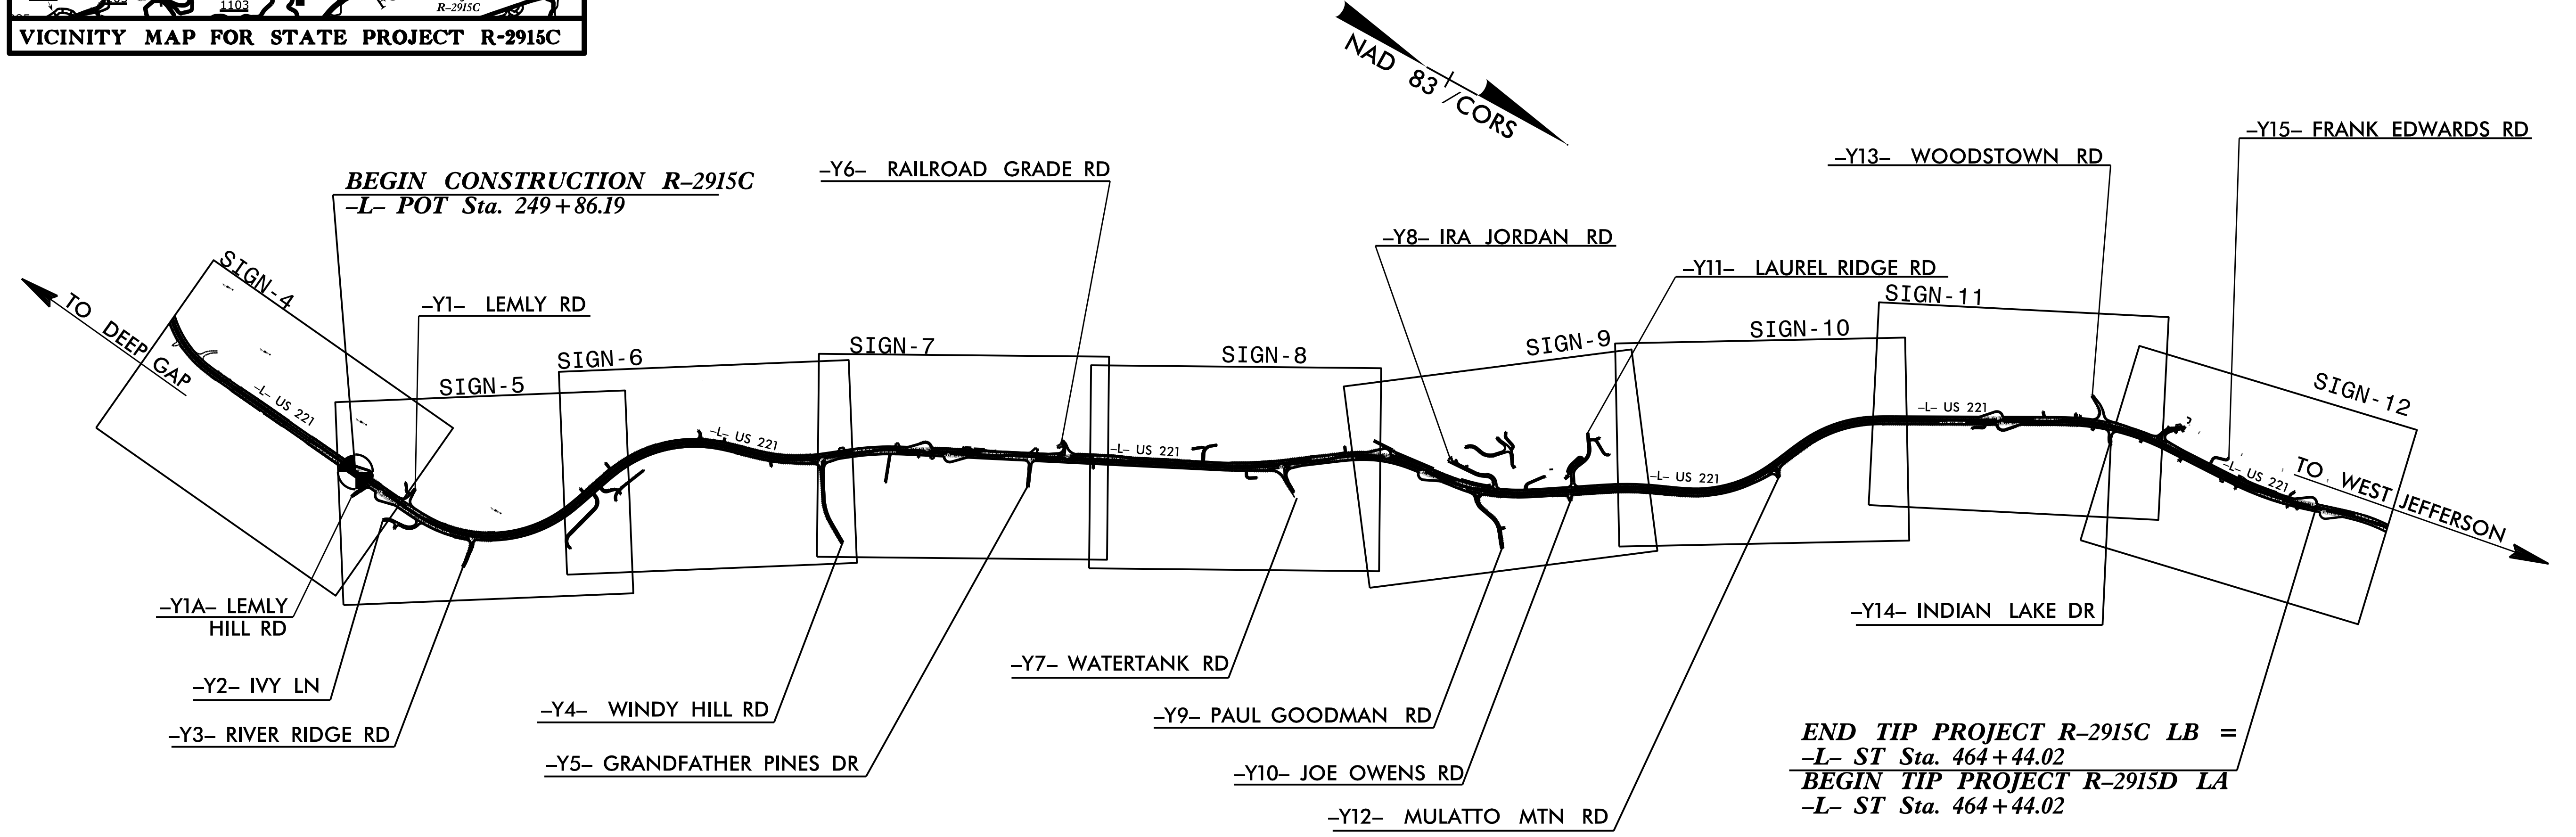 1103
R–2915C
VICINITY MAP FOR STATE PROJECT R-2915C
NAD 83 /CORS
–Y15– FRANK EDWARDS RD
–Y13– WOODSTOWN RD
–Y6– RAILROAD GRADE RD
BEGIN CONSTRUCTION R–2915C
–L– POT Sta. 249+86.19
–Y8– IRA JORDAN RD
–Y11– LAUREL RIDGE RD
SIGN-4
TO DEEP GAP
–Y1– LEMLY RD
SIGN-11
SIGN-10
SIGN-9
SIGN-8
SIGN-7
SIGN-6
SIGN-5
SIGN-12
–L– US 221
–L– US 221
–L– US 221
–L– US 221
–L– US 221
–L– US 221
TO WEST JEFFERSON
–Y1A– LEMLY
HILL RD
–Y14– INDIAN LAKE DR
–Y7– WATERTANK RD
–Y2– IVY LN
–Y4– WINDY HILL RD
–Y9– PAUL GOODMAN RD
–Y3– RIVER RIDGE RD
–Y5– GRANDFATHER PINES DR
–Y10– JOE OWENS RD
–Y12– MULATTO MTN RD
END TIP PROJECT R–2915C LB =
–L– ST Sta. 464+44.02
BEGIN TIP PROJECT R–2915D LA
–L– ST Sta. 464+44.02